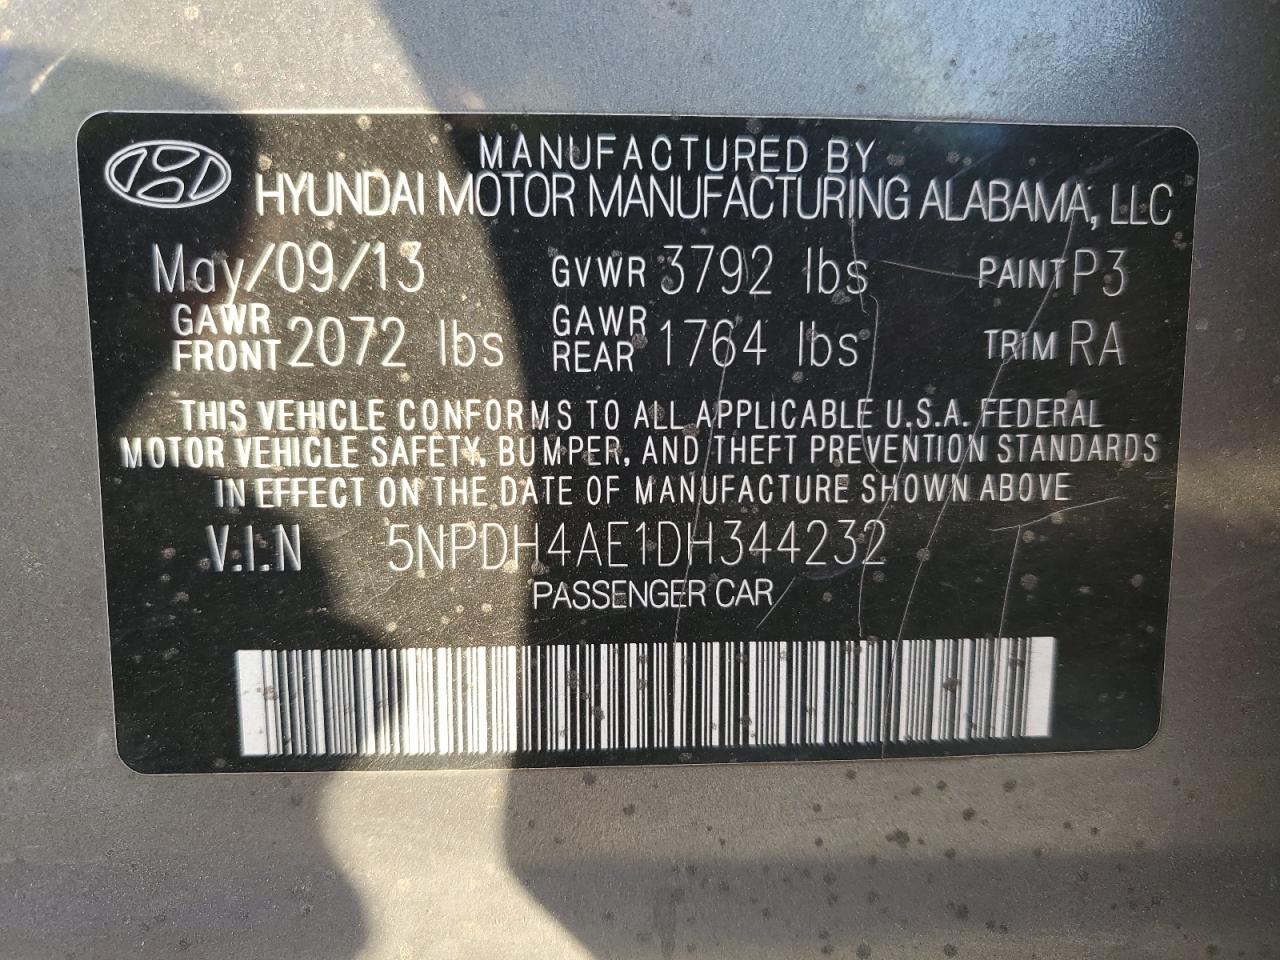 MANUFACTURED BY
HYUNDAI MOTOR MANUFACTURING ALABAMA, LLC
May/09/13 GVWR 3792 lbs PAINT P3
GAWR FRONT 2072 lbs GAWR REAR 1764 lbs TRIM RA
THIS VEHICLE CONFORMS TO ALL APPLICABLE U.S.A. FEDERAL
MOTOR VEHICLE SAFETY, BUMPER, AND THEFT PREVENTION STANDARDS
IN EFFECT ON THE DATE OF MANUFACTURE SHOWN ABOVE
V.I.N 5NPDH4AE1DH344232
PASSENGER CAR